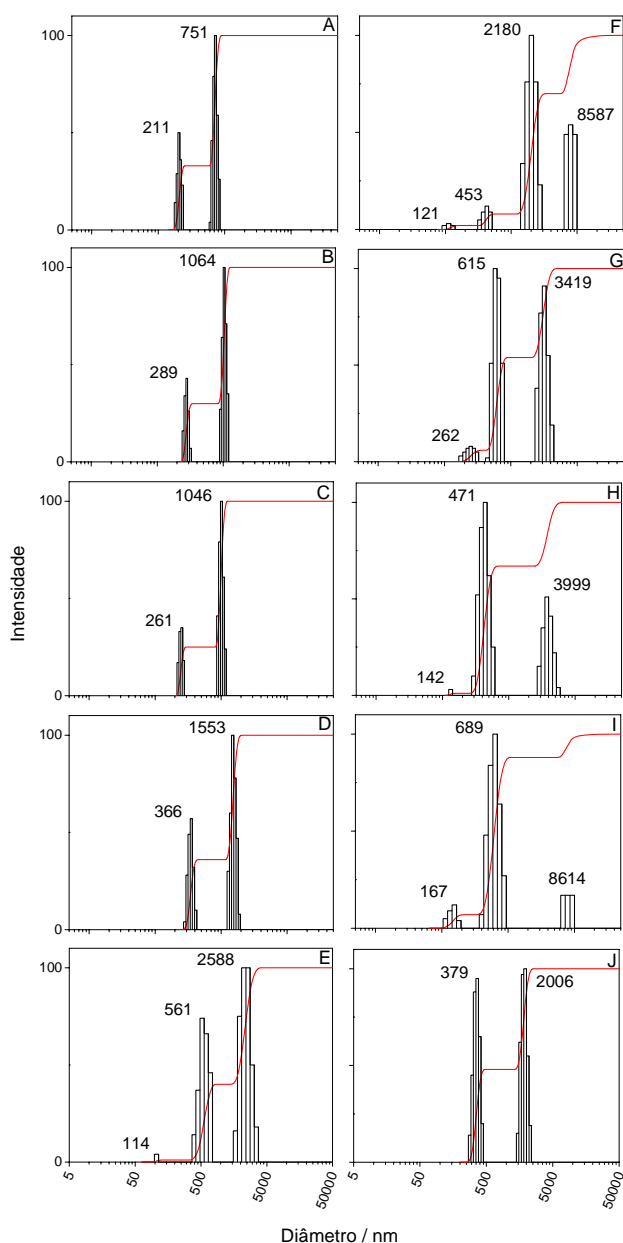 A
751
100
211
0
F
2180
8587
453
121
B
1064
100
289
0
G
615
3419
262
C
1046
100
261
0
H
471
3999
142
D
1553
100
366
0
I
689
167
8614
E
2588
100
561
114
0
J
379
2006
5 50 500 5000 50000
5 50 500 5000 50000
Intensidade
Diâmetro / nm